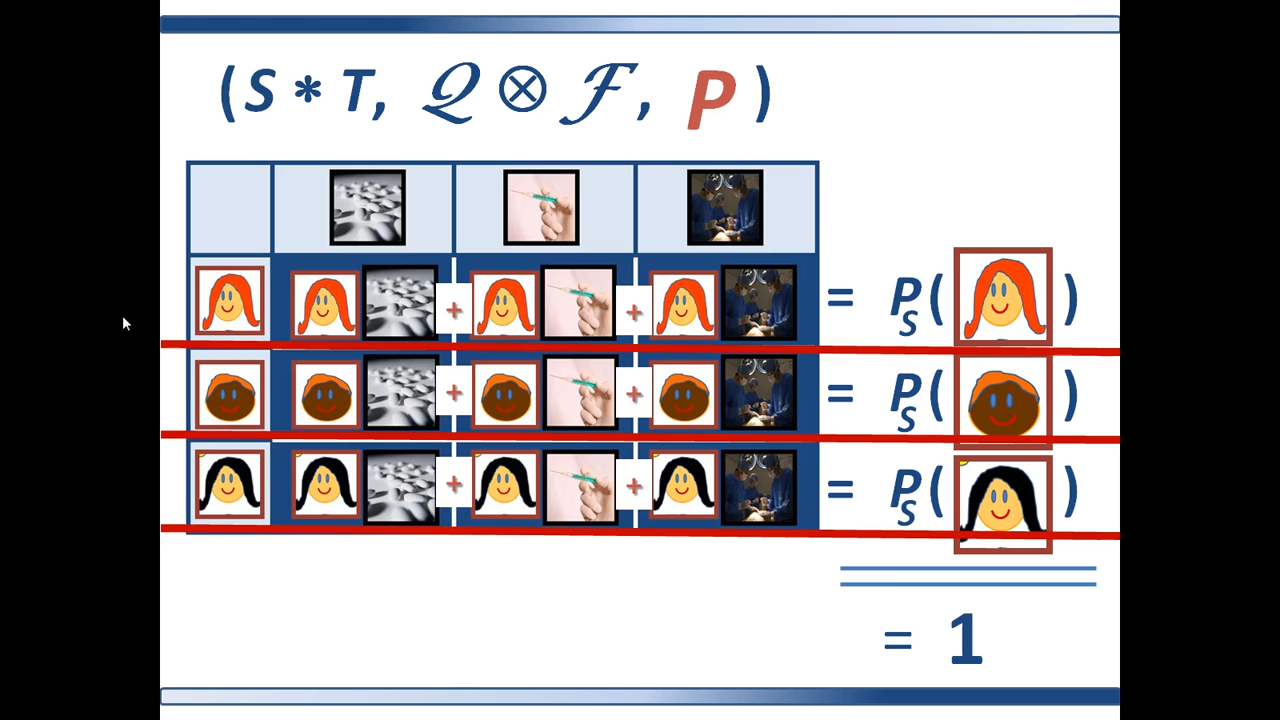 (S * T, 𝒬 ⊗ ℱ, P)
+ + = P_S( )
+ + = P_S( )
+ + = P_S( )
= 1